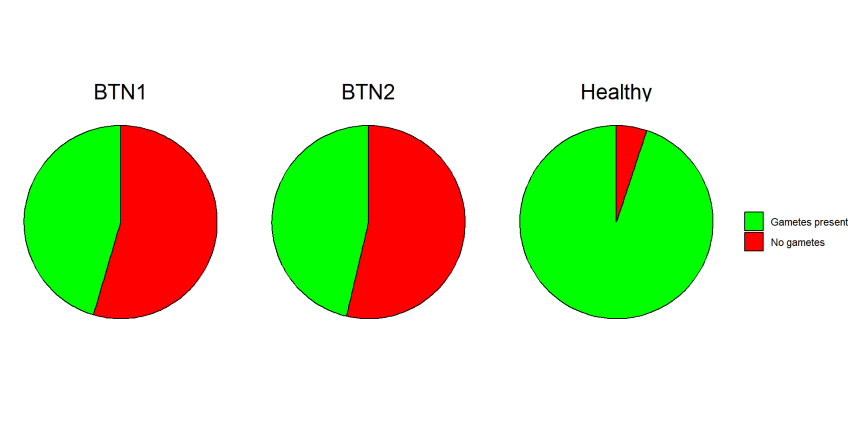 BTN1
BTN2
Healthy
Gametes present
No gametes